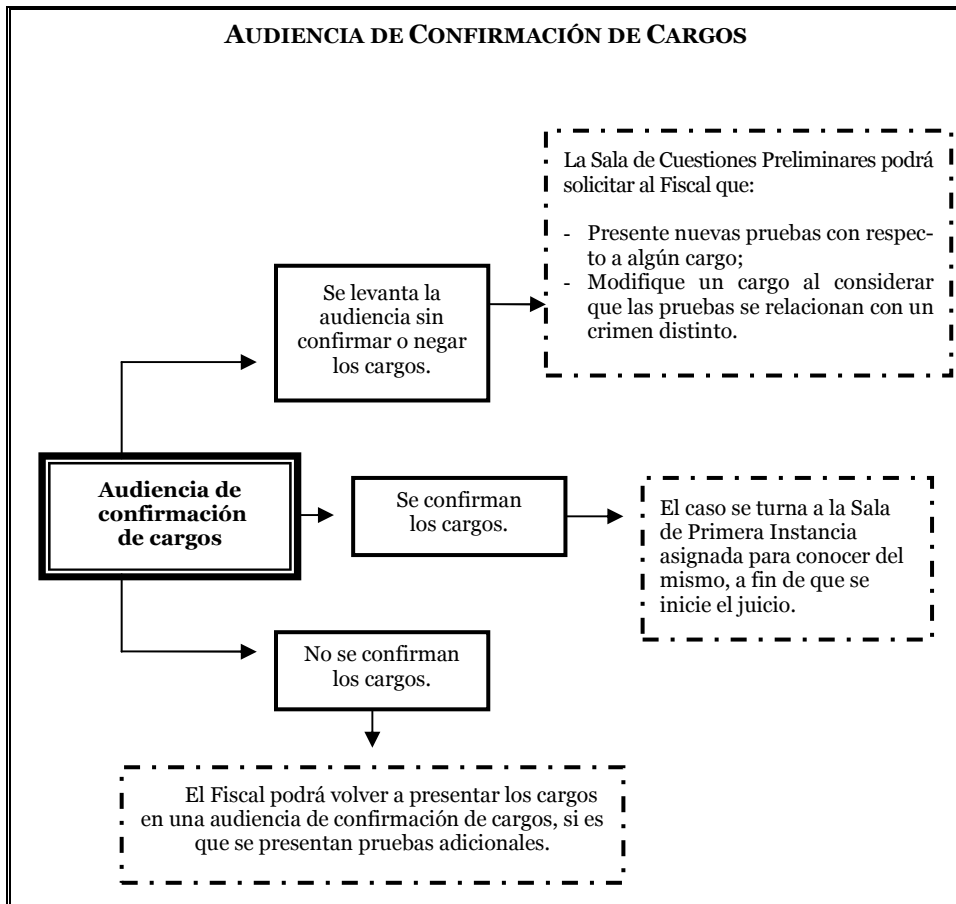 AUDIENCIA DE CONFIRMACIÓN DE CARGOS
La Sala de Cuestiones Preliminares podrá
solicitar al Fiscal que:
- Presente nuevas pruebas con respec-
to a algún cargo;
- Modifique un cargo al considerar
que las pruebas se relacionan con un
crimen distinto.
Se levanta la
audiencia sin
confirmar o negar
los cargos.
Audiencia de
confirmación
de cargos
Se confirman
los cargos.
El caso se turna a la Sala
de Primera Instancia
asignada para conocer del
mismo, a fin de que se
inicie el juicio.
No se confirman
los cargos.
El Fiscal podrá volver a presentar los cargos
en una audiencia de confirmación de cargos, si es
que se presentan pruebas adicionales.